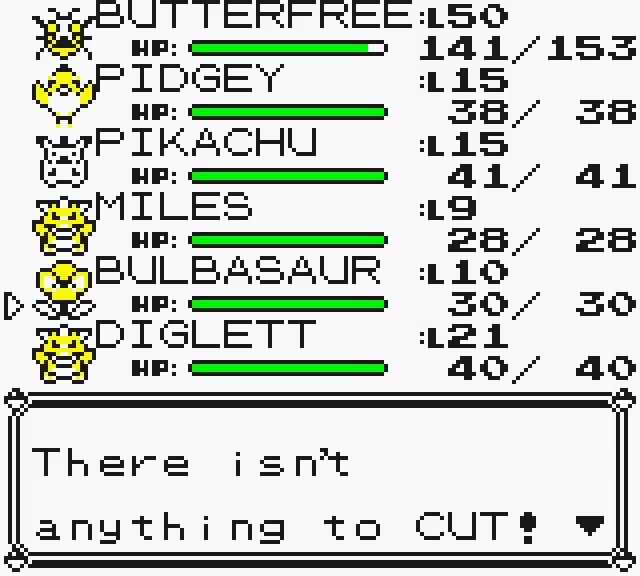 BUTTERFREE :L50
HP: 141/153
PIDGEY :L15
HP: 38/ 38
PIKACHU :L15
HP: 41/ 41
MILES :L9
HP: 28/ 28
BULBASAUR :L10
HP: 30/ 30
DIGLETT :L21
HP: 40/ 40
There isn't
anything to CUT!